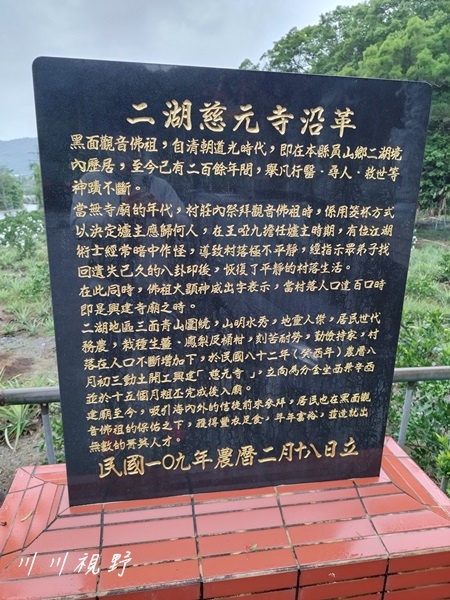 二湖慈元寺沿革
黑面觀音佛祖，自清朝道光時代，即在本縣員山鄉二湖境
內歷居，至今已有二百餘年間，舉凡行醫、尋人、救世等
神蹟不斷。
當無寺廟的年代，村莊內祭拜觀音佛祖時，係用筊杯方式
以決定爐主應歸何人，在王啞九擔任爐主時期，有位江湖
術士經常暗中作怪，導致村落極不平靜，經指示眾弟子找
回遺失已久的八卦印後，恢復了平靜的村落生活。
在此同時，佛祖大顯神威出字表示，當村落人口達百口時
即是興建寺廟之時。
二湖地區三面青山圍繞，山明水秀，地靈人傑，居民世代
務農，栽種生薑、鳳梨及楊桃，刻苦耐勞，勤儉持家，村
落在人口不斷增加下，於民國八十二年（癸酉年）農曆八
月初三動土開工興建「慈元寺」，立向為分金坐西兼辛酉
並於十五個月粗丕完成後入廟。
建廟至今，吸引海內外的信徒前來參拜，居民也在黑面觀
音佛祖的保佑之下，獲得豐衣足食，年年富裕，並造就出
無數的菁英人才。
民國一0九年農曆二月十八日立
川川視野